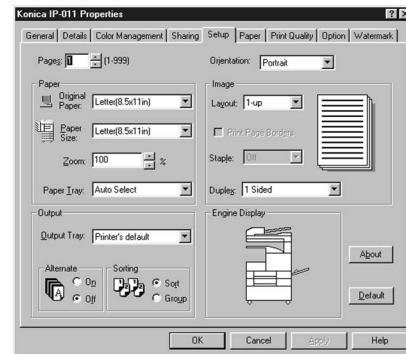 Konica IP-011 Properties
General Details Color Management Sharing Setup Paper Print Quality Option Watermark
Pages: 1 (1-999)
Orientation: Portrait
Paper
Original Paper: Letter(8.5x11in)
Paper Size: Letter(8.5x11in)
Zoom: 100 %
Paper Tray: Auto Select
Image
Layout: 1-up
Print Page Borders
Staple: Off
Duplex: 1 Sided
Output
Output Tray: Printer's default
Alternate
On
Off
A
Sorting
Sort
Group
Engine Display
About
Default
OK Cancel Apply Help